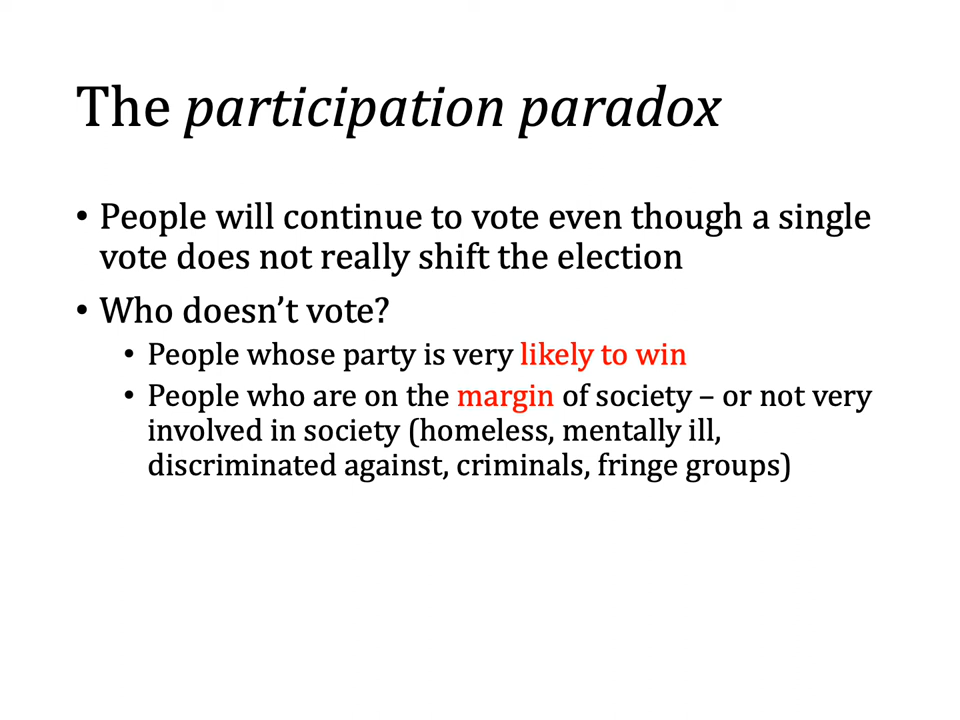 The participation paradox
• People will continue to vote even though a single
vote does not really shift the election
• Who doesn’t vote?
• People whose party is very likely to win
• People who are on the margin of society – or not very
involved in society (homeless, mentally ill,
discriminated against, criminals, fringe groups)